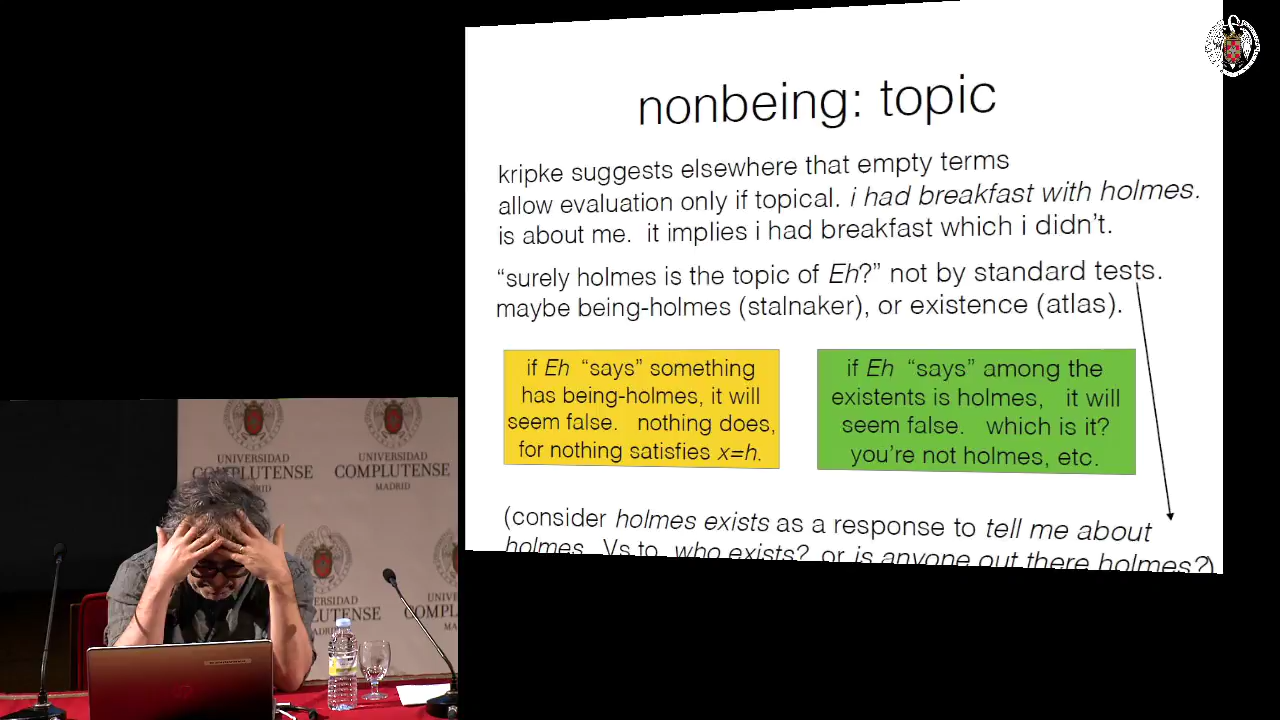 nonbeing: topic
kripke suggests elsewhere that empty terms
allow evaluation only if topical. i had breakfast with holmes.
is about me. it implies i had breakfast which i didn't.
"surely holmes is the topic of Eh?" not by standard tests.
maybe being-holmes (stalnaker), or existence (atlas).
if Eh "says" something
has being-holmes, it will
seem false. nothing does,
for nothing satisfies x=h.
if Eh "says" among the
existents is holmes, it will
seem false. which is it?
you're not holmes, etc.
(consider holmes exists as a response to tell me about
holmes. Vs to who exists? or is anyone out there holmes?)
UNIVERSIDAD
COMPLUTENSE
MADRID
UNIVERSIDAD
COMPLUTENSE
MADRID